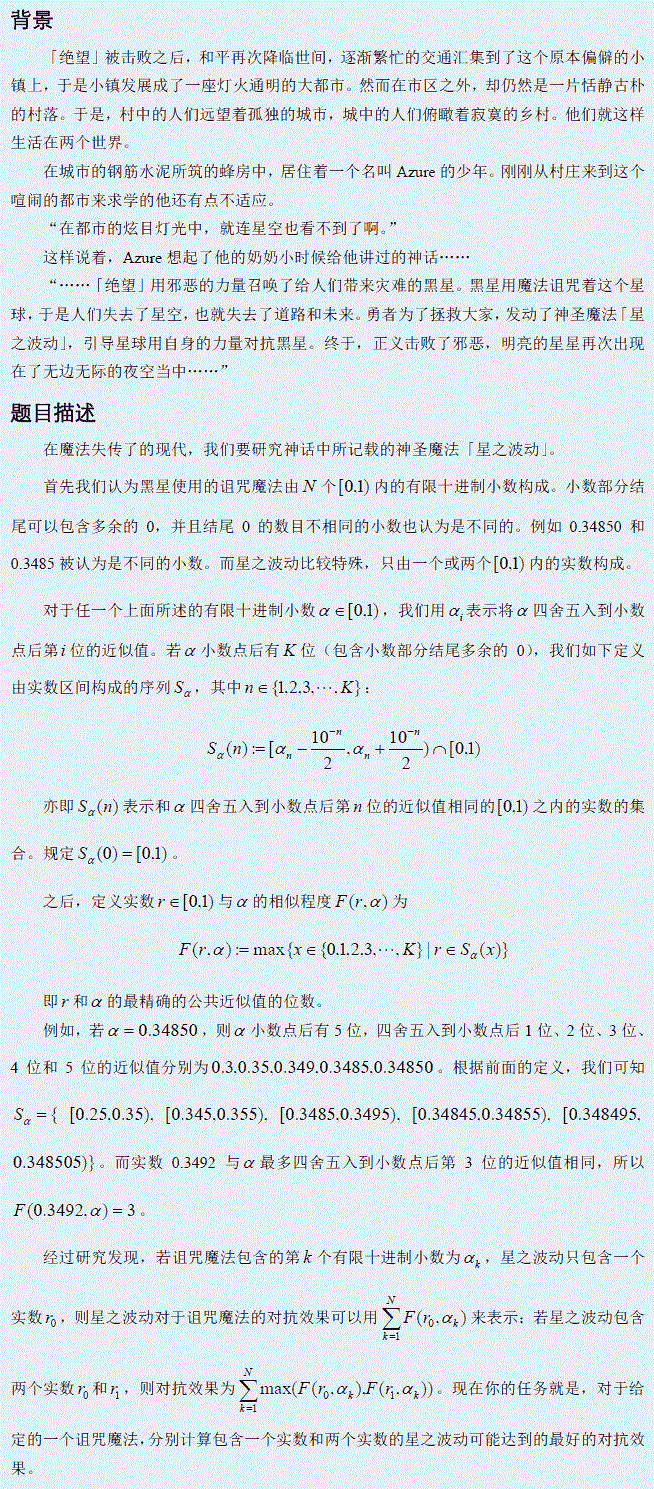 背景
「绝望」被击败之后，和平再次降临世间，逐渐繁忙的交通汇集到了这个原本偏僻的小
镇上，于是小镇发展成了一座灯火通明的大都市。然而在市区之外，却仍然是一片恬静古朴
的村落。于是，村中的人们远望着孤独的城市，城中的人们俯瞰着寂寞的乡村。他们就这样
生活在两个世界。
在城市的钢筋水泥所筑的蜂房中，居住着一个名叫 Azure 的少年。刚刚从村庄来到这个
喧闹的都市来求学的他还有点不适应。
“在都市的炫目灯光中，就连星空也看不到了啊。”
这样说着，Azure 想起了他的奶奶小时候给他讲过的神话……
“……「绝望」用邪恶的力量召唤了给人们带来灾难的黑星。黑星用魔法诅咒着这个星
球，于是人们失去了星空，也就失去了道路和未来。勇者为了拯救大家，发动了神圣魔法「星
之波动」，引导星球用自身的力量对抗黑星。终于，正义击败了邪恶，明亮的星星再次出现
在了无边无际的夜空当中……”
题目描述
在魔法失传了的现代，我们要研究神话中所记载的神圣魔法「星之波动」。
首先我们认为黑星使用的诅咒魔法由 N 个[0,1) 内的有限十进制小数构成。小数部分结
尾可以包含多余的 0，并且结尾 0 的数目不相同的小数也认为是不同的。例如 0.34850 和
0.3485 被认为是不同的小数。而星之波动比较特殊，只由一个或两个[0,1) 内的实数构成。
对于任一个上面所述的有限十进制小数 α∈[0,1)，我们用 α_i 表示将 α 四舍五入到小数
点后第 i 位的近似值。若 α 小数点后有 K 位（包含小数部分结尾多余的 0），我们如下定义
由实数区间构成的序列 S_α，其中 n∈{1,2,3,⋯,K}：
S_α(n):=[α_n − 10^{-n}/2, α_n + 10^{-n}/2)∩[0,1)
亦即 S_α(n) 表示和 α 四舍五入到小数点后第 n 位的近似值相同的[0,1) 之内的实数的集
合。规定 S_α(0)=[0,1)。
之后，定义实数 r∈[0,1) 与 α 的相似程度 F(r,α) 为
F(r,α):=max{x∈{0,1,2,3,⋯,K} | r∈S_α(x)}
即 r 和 α 的最精确的公共近似值的位数。
例如，若 α=0.34850，则 α 小数点后有 5 位，四舍五入到小数点后 1 位、2 位、3 位、
4 位和 5 位的近似值分别为 0.3,0.35,0.349,0.3485,0.34850。根据前面的定义，我们可知
S_α={ [0.25,0.35), [0.345,0.355), [0.3485,0.3495), [0.34845,0.34855), [0.348495,
0.348505)}。而实数 0.3492 与 α 最多四舍五入到小数点后第 3 位的近似值相同，所以
F(0.3492,α)=3。
经过研究发现，若诅咒魔法包含的第 k 个有限十进制小数为 α_k，星之波动只包含一个
实数 r_0，则星之波动对于诅咒魔法的对抗效果可以用 ∑_{k=1}^{N} F(r_0,α_k) 来表示；若星之波动包含
两个实数 r_0 和 r_1，则对抗效果为 ∑_{k=1}^{N} max(F(r_0,α_k),F(r_1,α_k))。现在你的任务就是，对于给
定的一个诅咒魔法，分别计算包含一个实数和两个实数的星之波动可能达到的最好的对抗效
果。